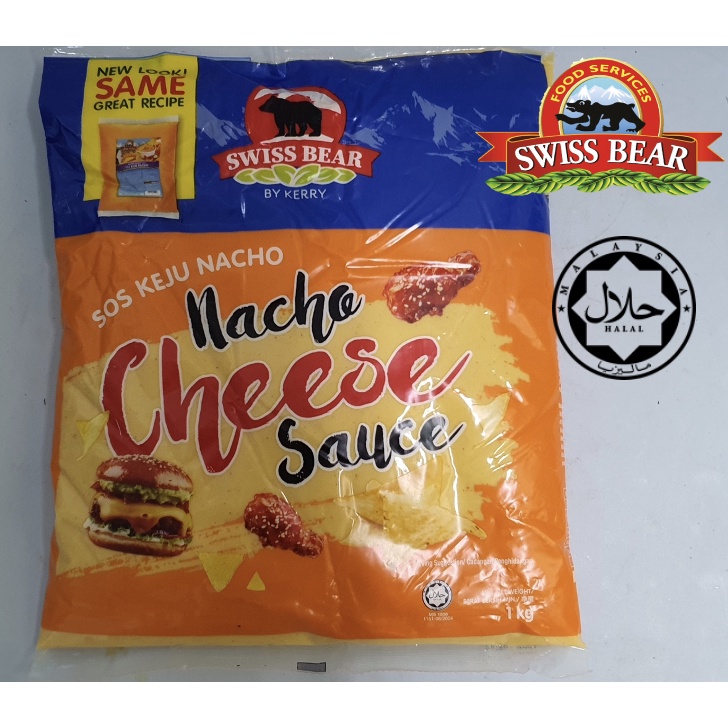 NEW LOOK!
SAME
GREAT RECIPE
SWISS BEAR
BY KERRY
FOOD SERVICES
SWISS BEAR
SOS KEJU NACHO
Nacho
Cheese
Sauce
MALAYSIA
حلال
HALAL
ماليزيا
1 kg